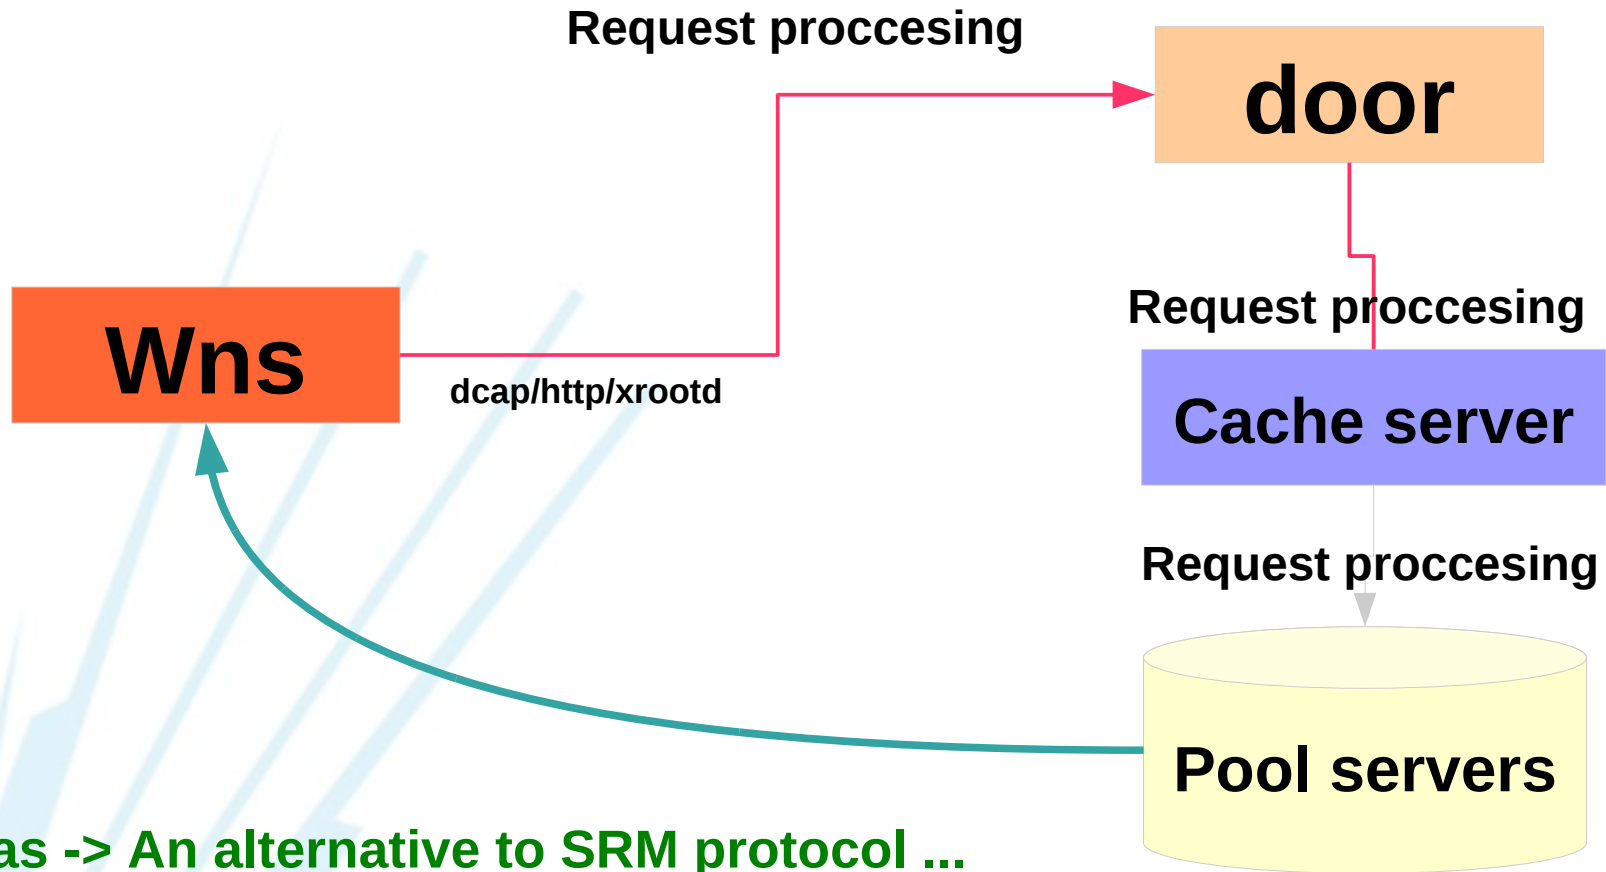 Request proccesing
door
Request proccesing
Wns
dcap/http/xrootd
Cache server
Request proccesing
Pool servers
as -> An alternative to SRM protocol ...